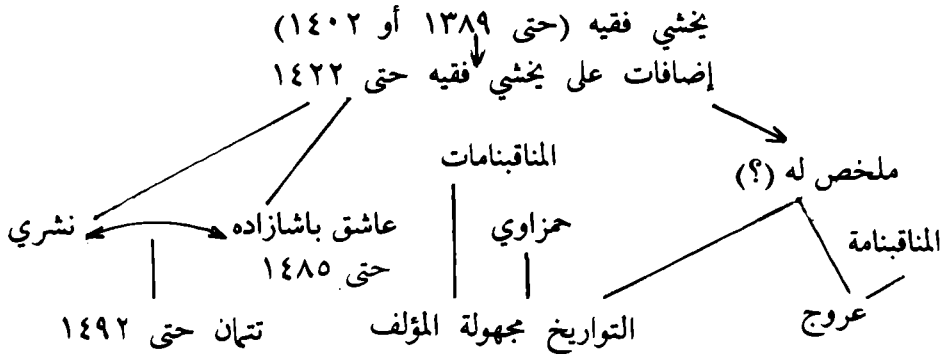 يخشي فقيه (حتى ١٣٨٩ أو ١٤٠٢)
إضافات على يخشي فقيه حتى ١٤٢٢
المناقبنامات
ملخص له (؟)
حمزاوي
عاشق باشازاده
نشري
المناقبنامة
حتى ١٤٨٥
عروج
التواريخ مجهولة المؤلف
تتمان حتى ١٤٩٢